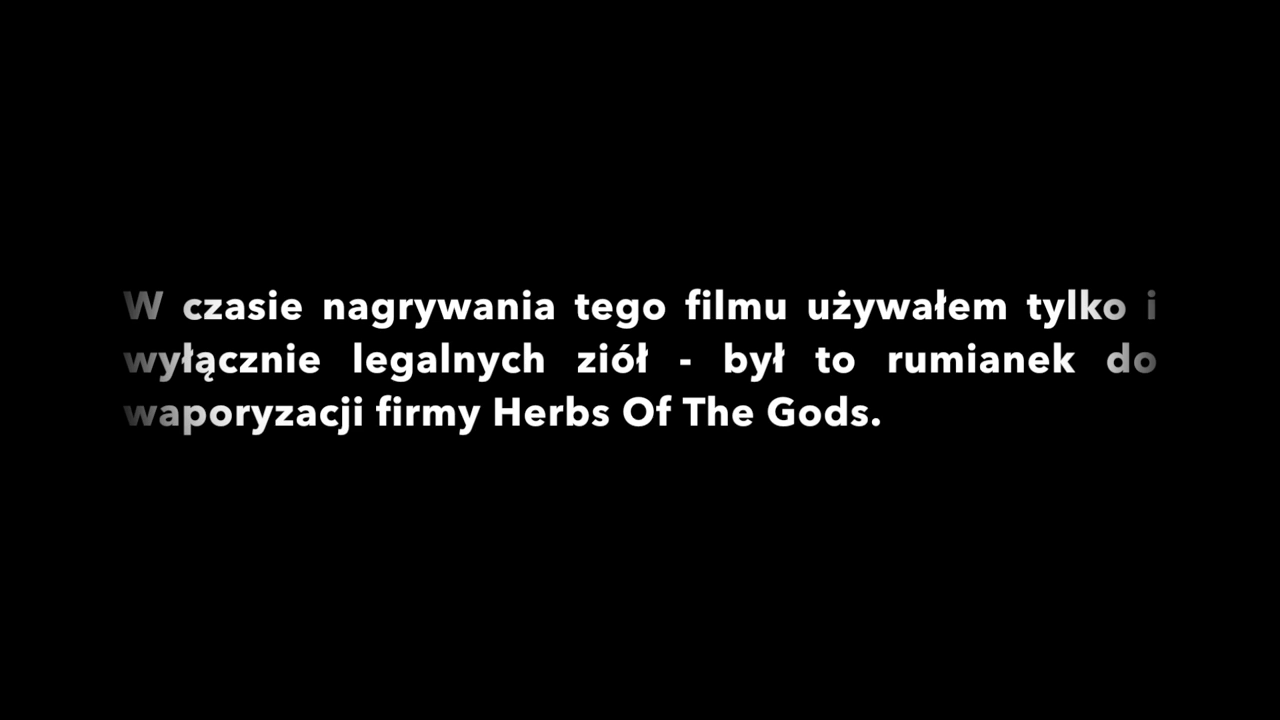 W czasie nagrywania tego filmu używałem tylko i
wyłącznie legalnych ziół - był to rumianek do
waporyzacji firmy Herbs Of The Gods.